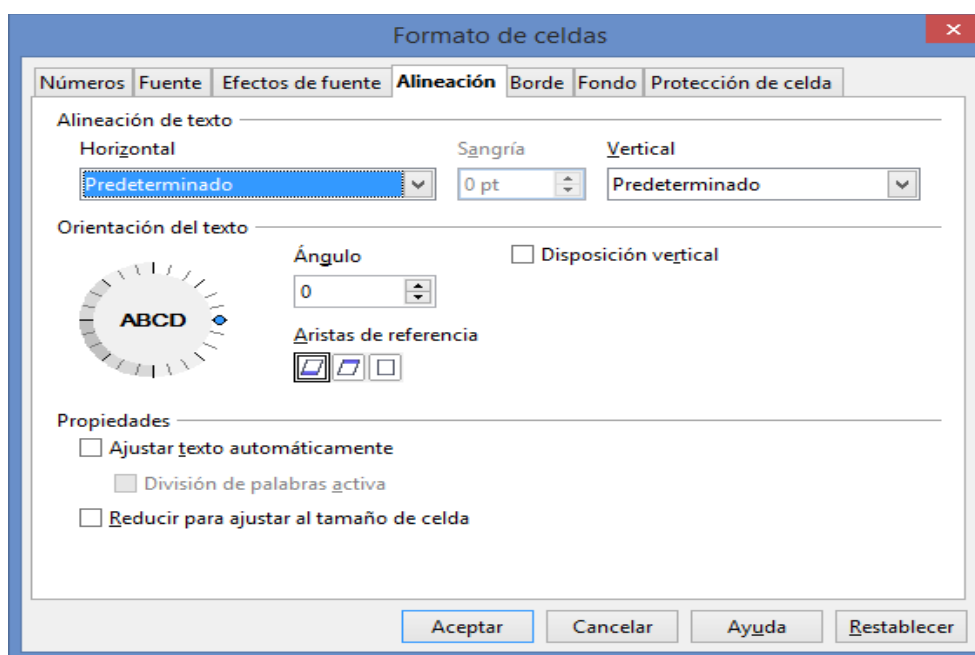 Formato de celdas
Números Fuente Efectos de fuente Alineación Borde Fondo Protección de celda
Alineación de texto
Horizontal Sangría Vertical
Predeterminado 0 pt Predeterminado
Orientación del texto
Ángulo Disposición vertical
0
ABCD
Aristas de referencia
Propiedades
Ajustar texto automáticamente
División de palabras activa
Reducir para ajustar al tamaño de celda
Aceptar Cancelar Ayuda Restablecer